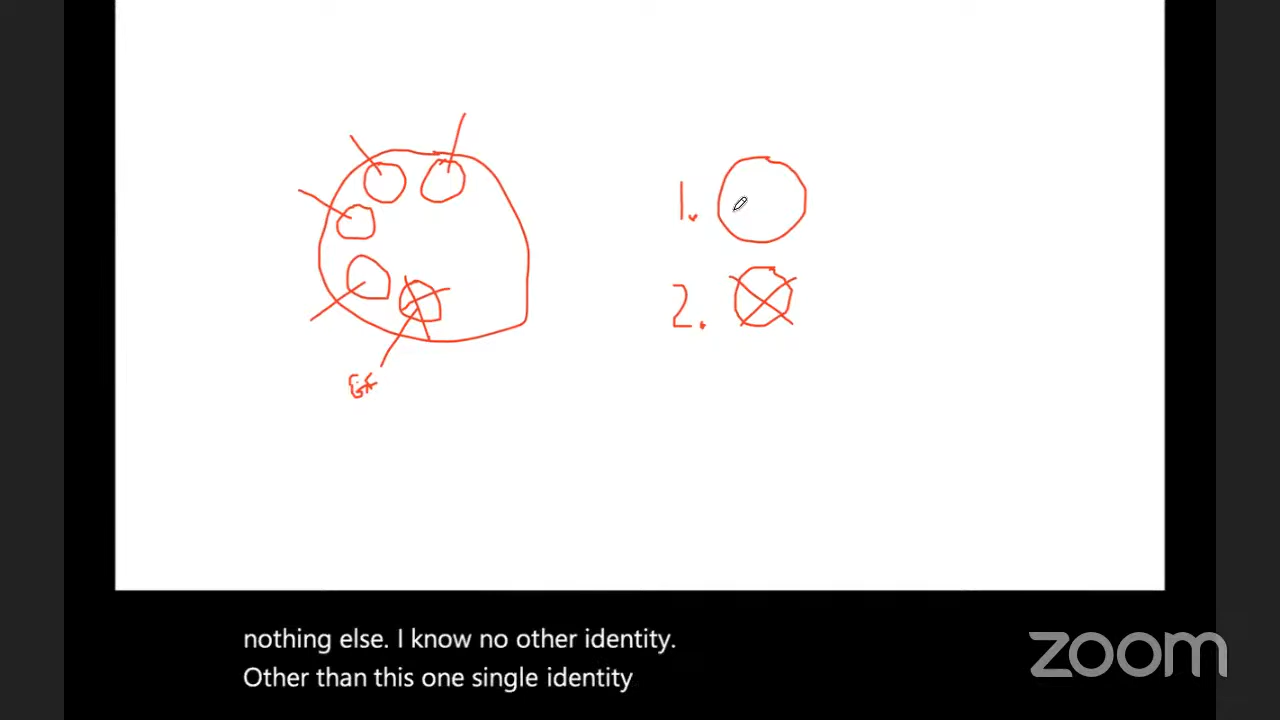 1.
2.
nothing else. I know no other identity.
Other than this one single identity
zoom